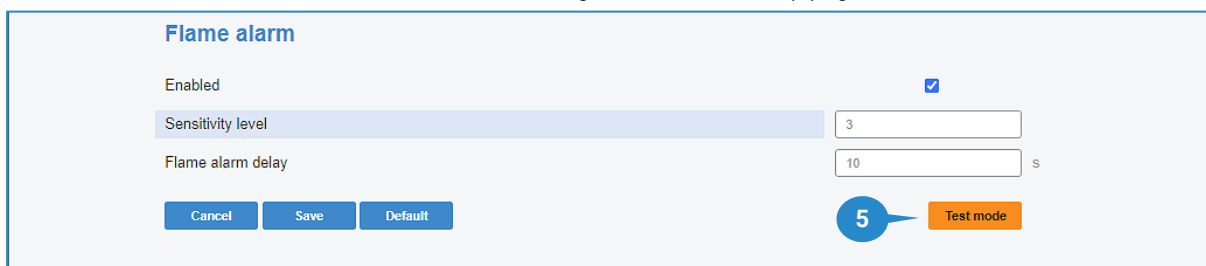 Flame alarm
Enabled
Sensitivity level
3
Flame alarm delay
10 s
Cancel Save Default 5 Test mode